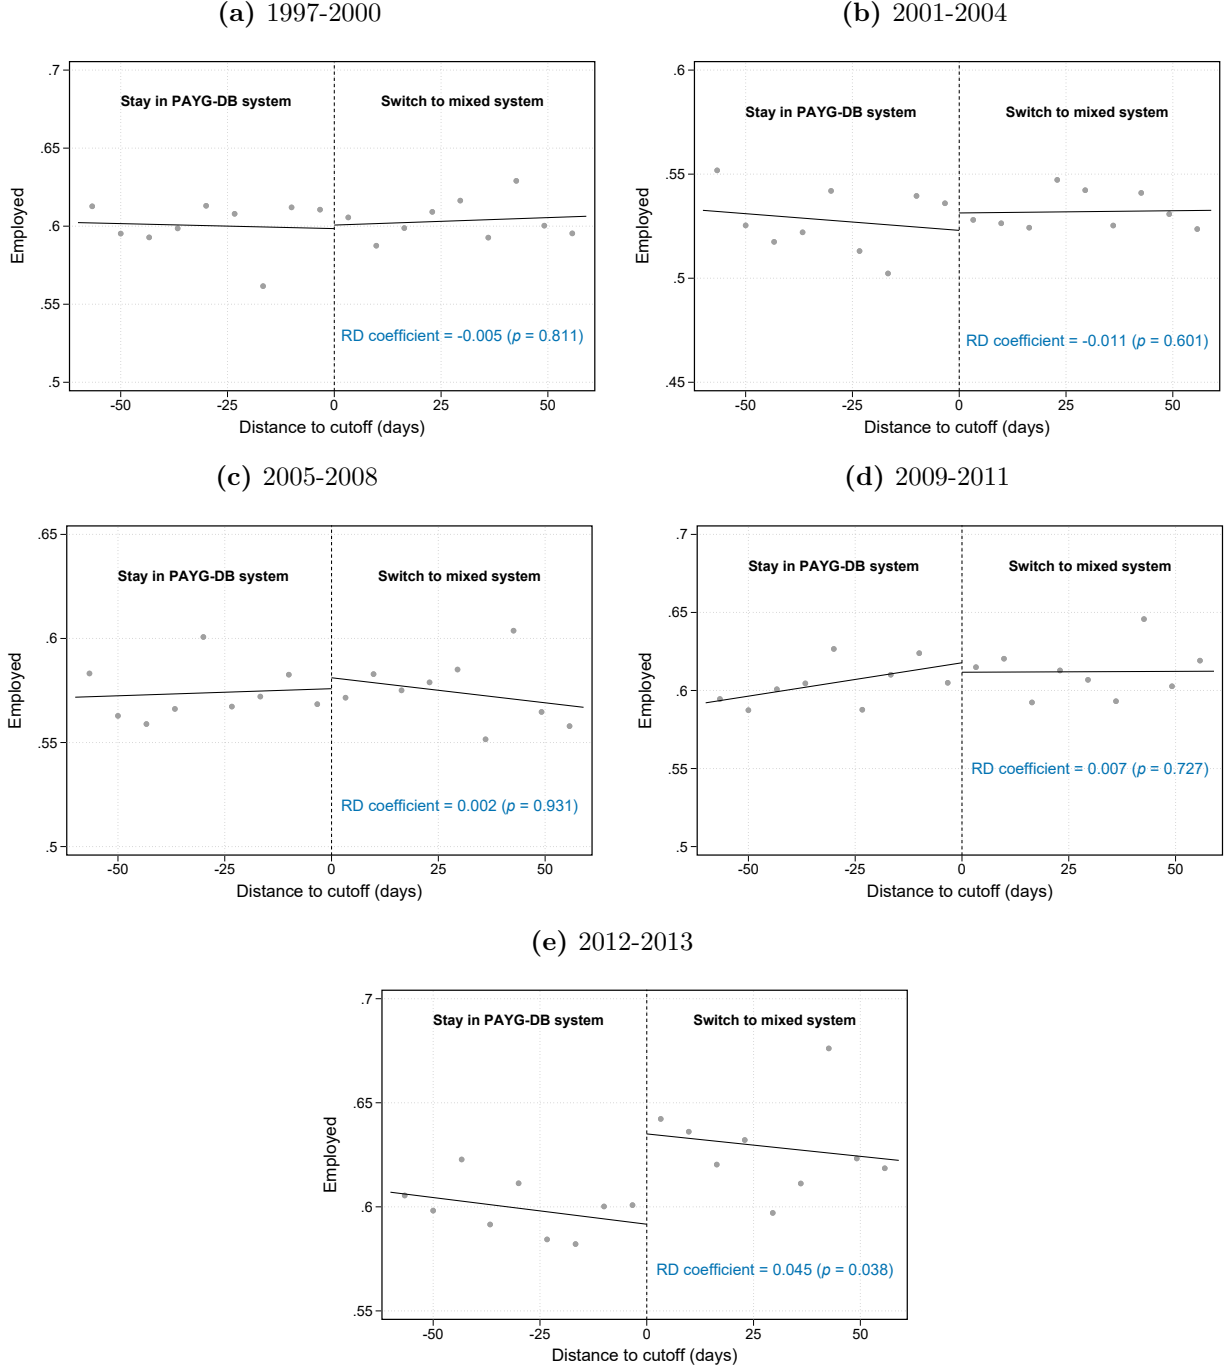 (a) 1997-2000
.7
.65
.6
.55
.5
Employed
Stay in PAYG-DB system
Switch to mixed system
RD coefficient = -0.005 (p = 0.811)
-50 -25 0 25 50
Distance to cutoff (days)
(b) 2001-2004
.6
.55
.5
.45
Employed
Stay in PAYG-DB system
Switch to mixed system
RD coefficient = -0.011 (p = 0.601)
-50 -25 0 25 50
Distance to cutoff (days)
(c) 2005-2008
.65
.6
.55
.5
Employed
Stay in PAYG-DB system
Switch to mixed system
RD coefficient = 0.002 (p = 0.931)
-50 -25 0 25 50
Distance to cutoff (days)
(d) 2009-2011
.7
.65
.6
.55
.5
Employed
Stay in PAYG-DB system
Switch to mixed system
RD coefficient = 0.007 (p = 0.727)
-50 -25 0 25 50
Distance to cutoff (days)
(e) 2012-2013
.7
.65
.6
.55
Employed
Stay in PAYG-DB system
Switch to mixed system
RD coefficient = 0.045 (p = 0.038)
-50 -25 0 25 50
Distance to cutoff (days)